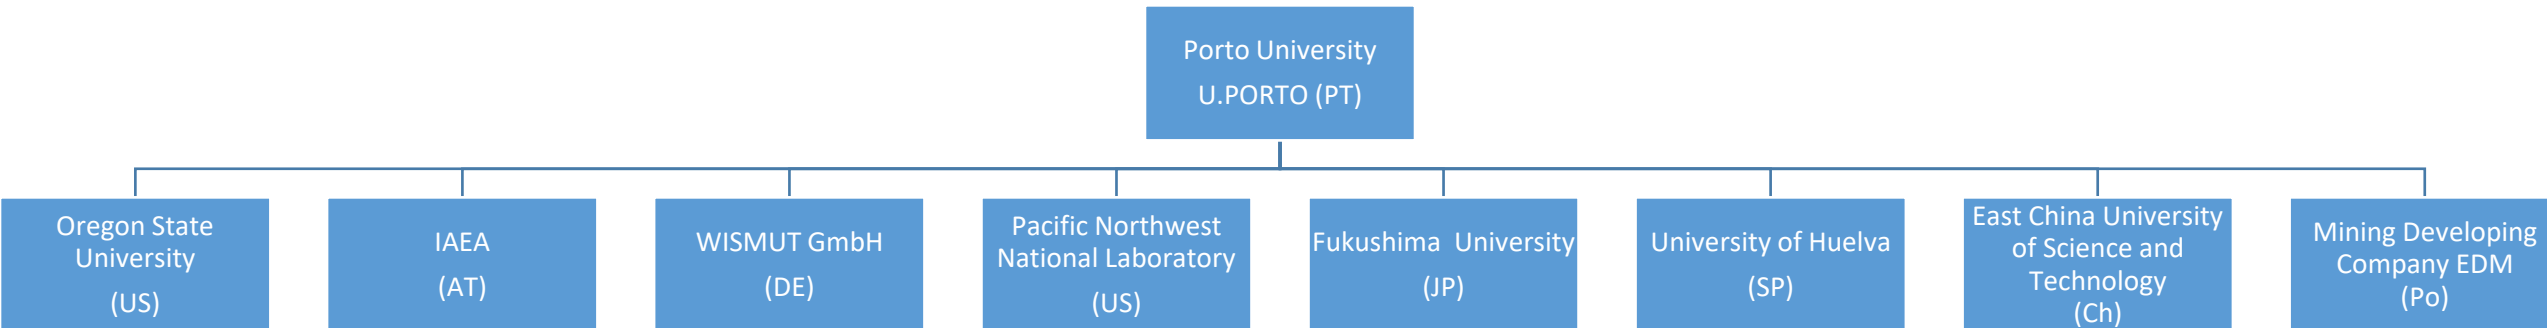 Porto University
U.PORTO (PT)
Oregon State
University
(US)
IAEA
(AT)
WISMUT GmbH
(DE)
Pacific Northwest
National Laboratory
(US)
Fukushima  University
(JP)
University of Huelva
(SP)
East China University
of Science and
Technology
(Ch)
Mining Developing
Company EDM
(Po)